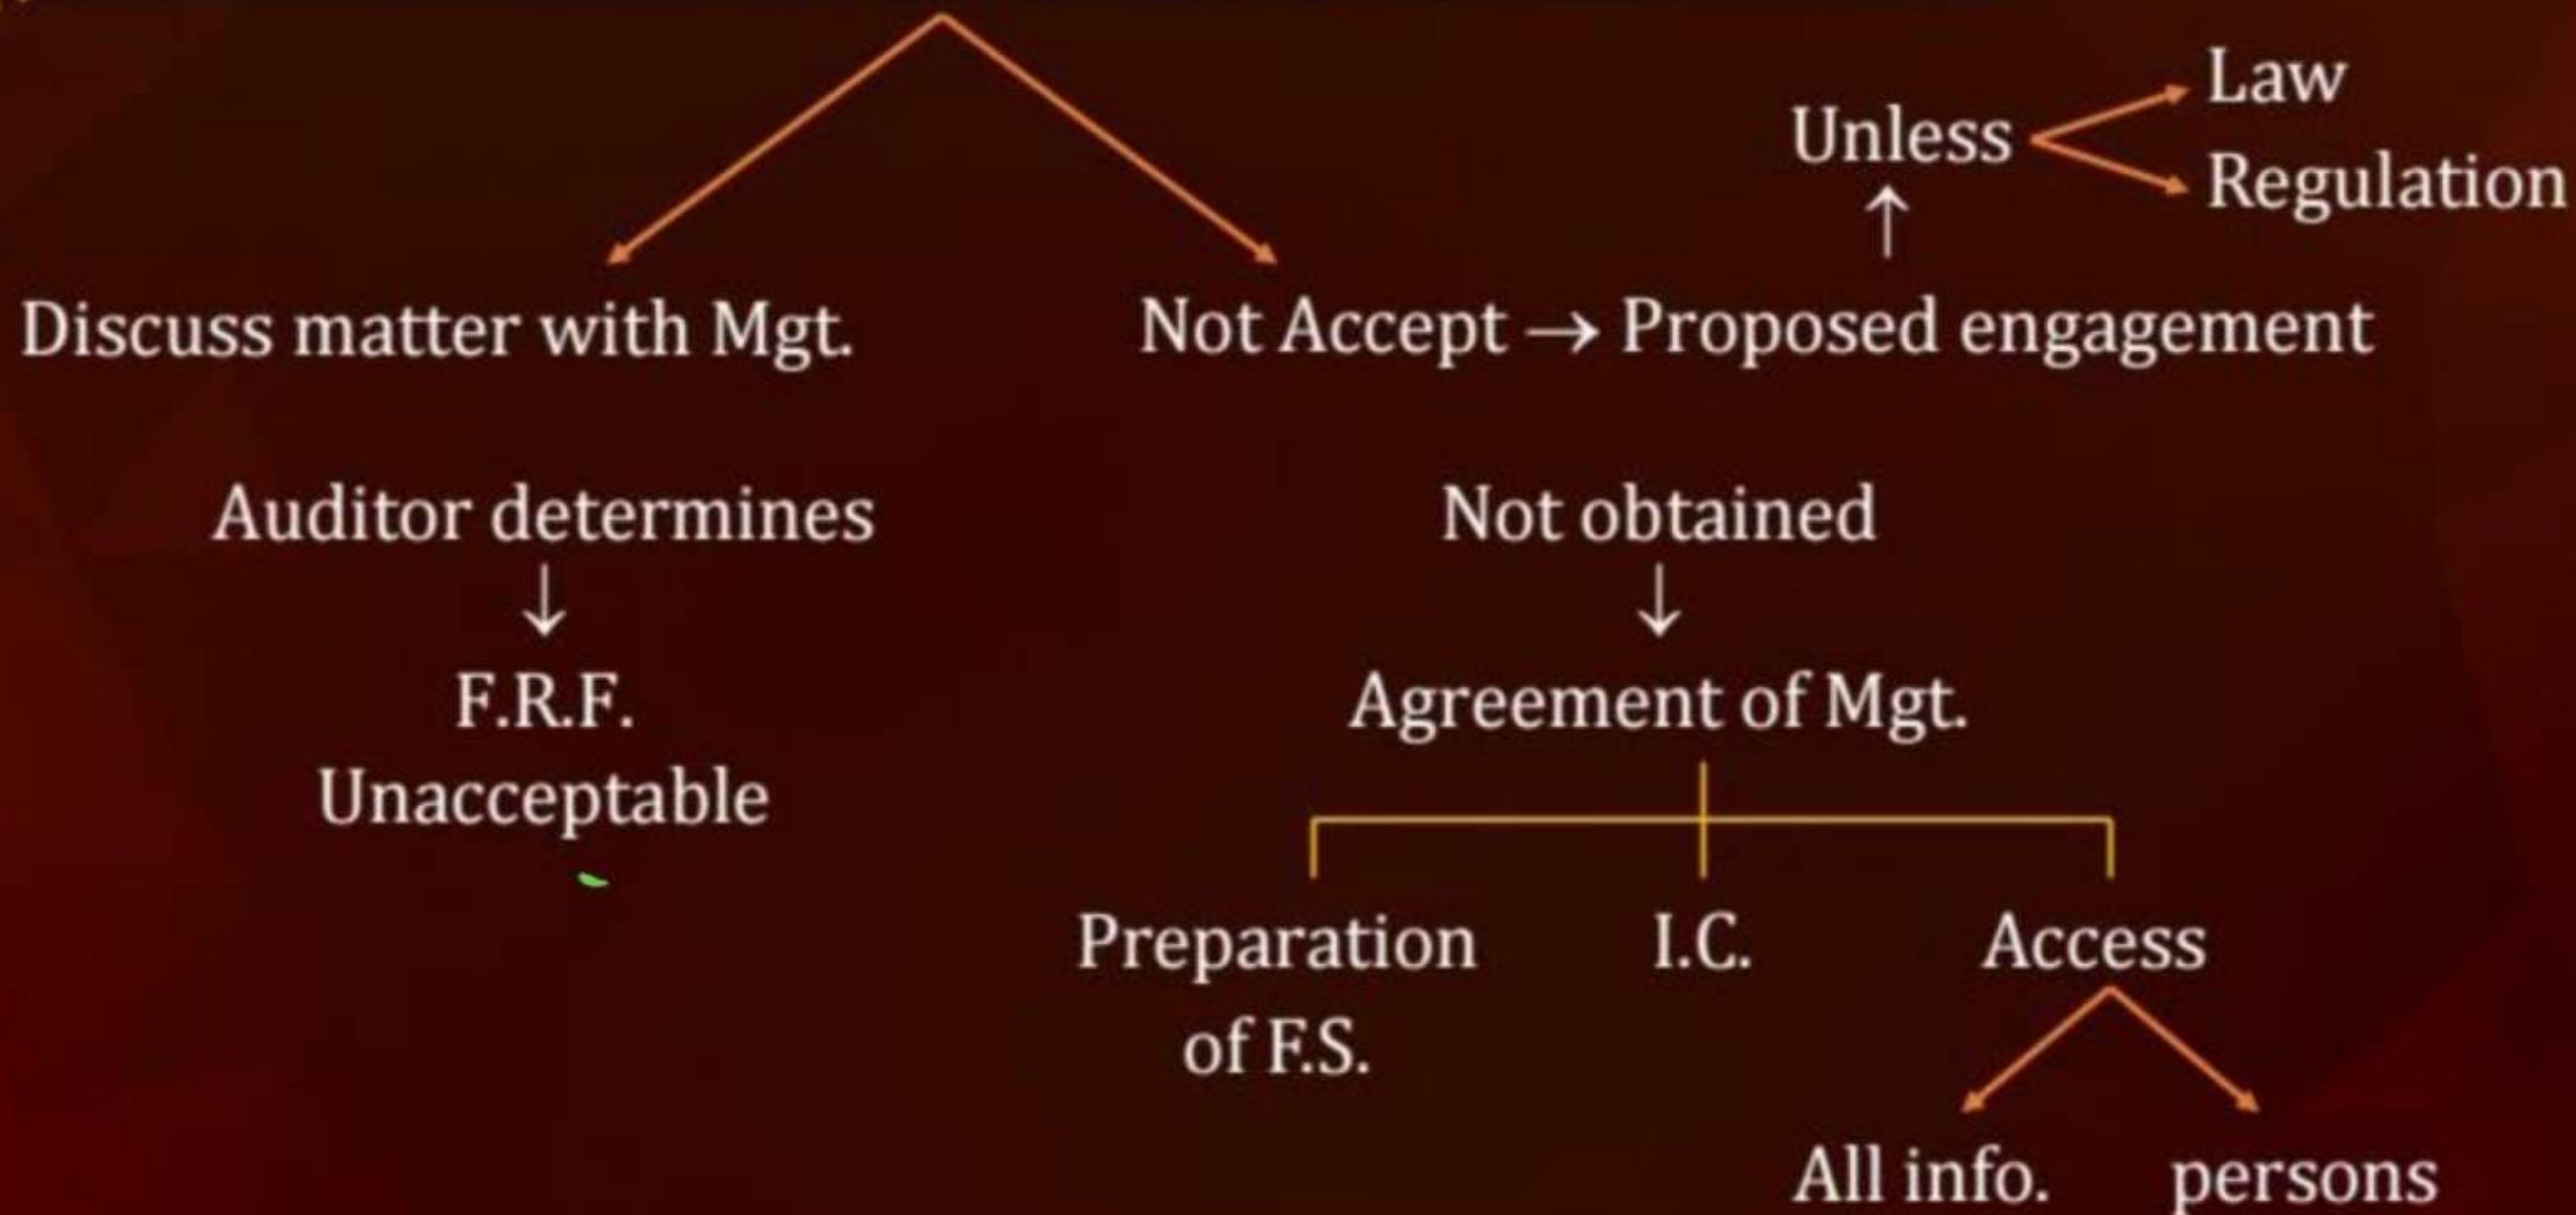 Law
Unless
↑
Regulation
Discuss matter with Mgt.
Not Accept → Proposed engagement
Auditor determines
↓
F.R.F.
Unacceptable
Not obtained
↓
Agreement of Mgt.
Preparation
of F.S.
I.C.
Access
All info.
persons